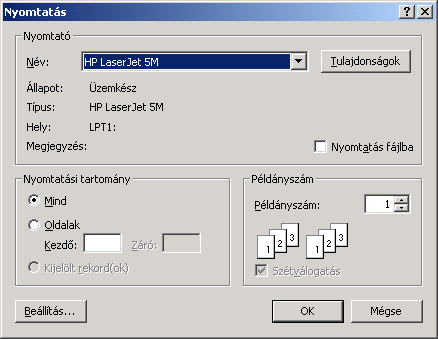 Nyomtatás
Nyomtató
Név: HP LaserJet 5M Tulajdonságok
Állapot: Üzemkész
Típus: HP LaserJet 5M
Hely: LPT1:
Megjegyzés: Nyomtatás fájlba
Nyomtatási tartomány
Mind
Oldalak
Kezdő: Záró:
Kijelölt rekord(ok)
Példányszám
Példányszám: 1
1 2 3 1 2 3
Szétválogatás
Beállítás... OK Mégse